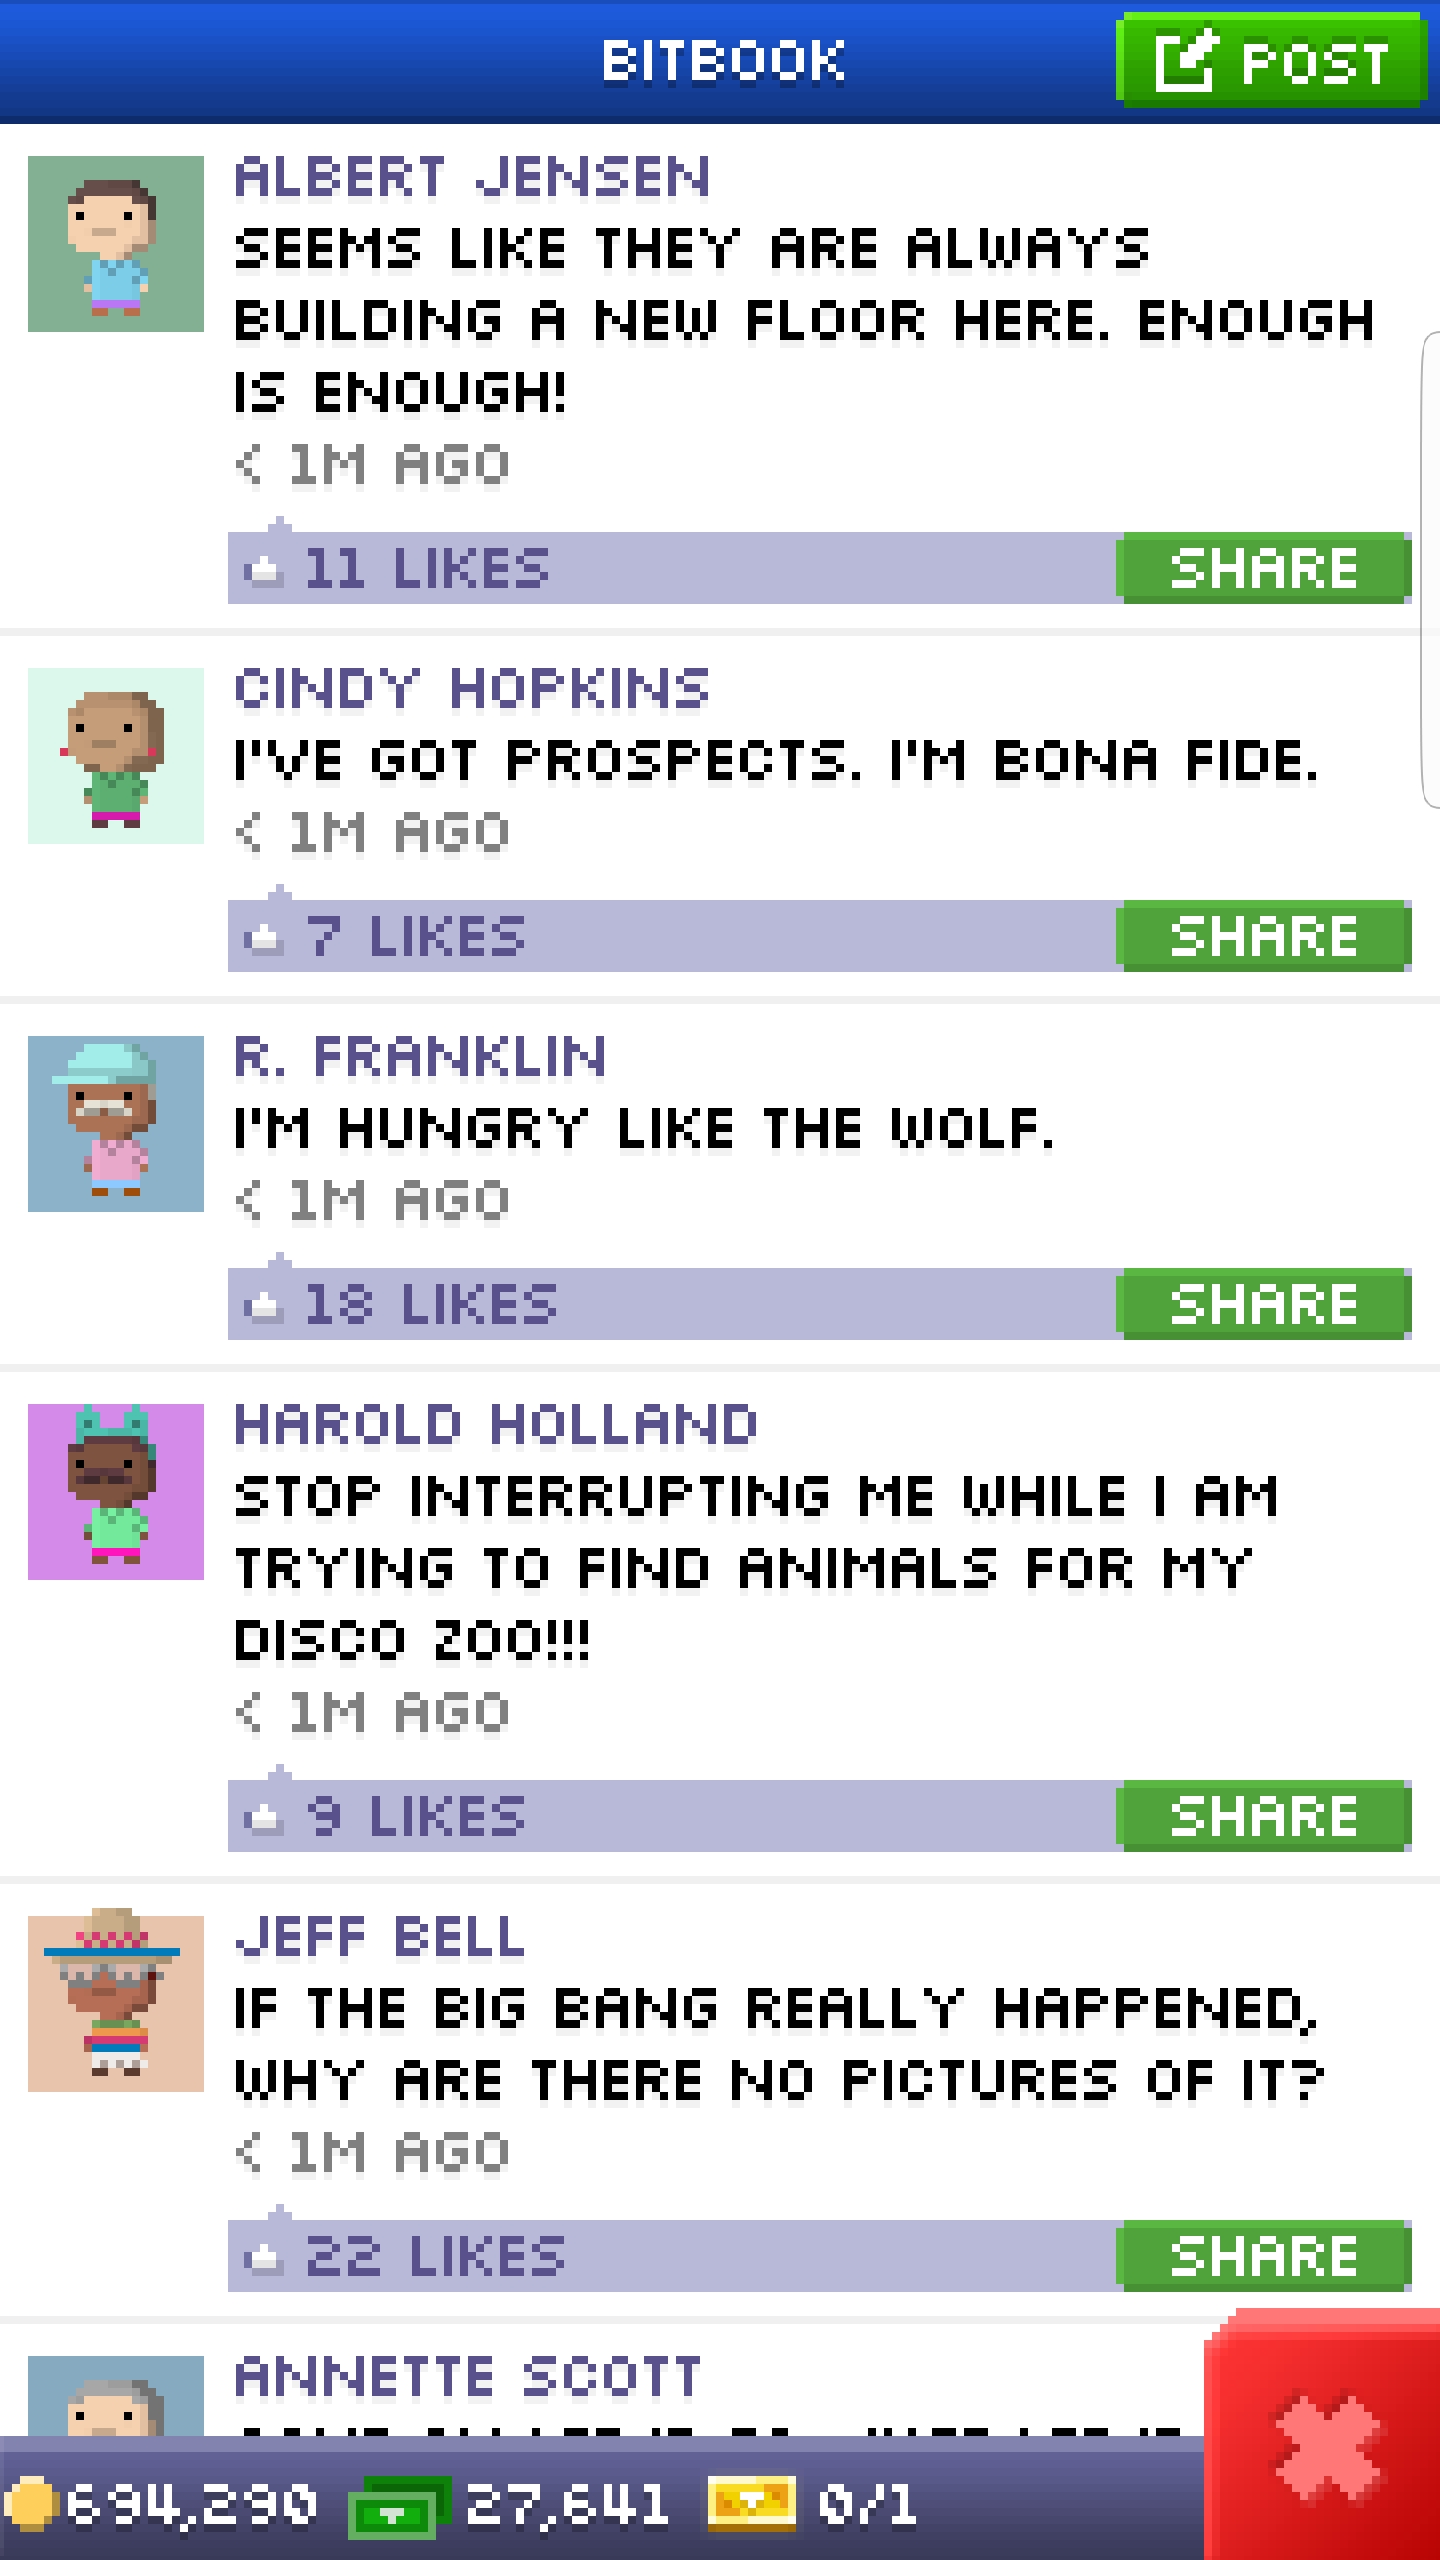 BITBOOK
POST
ALBERT JENSEN
SEEMS LIKE THEY ARE ALWAYS
BUILDING A NEW FLOOR HERE. ENOUGH
IS ENOUGH!
< 1M AGO
11 LIKES
SHARE
CINDY HOPKINS
I'VE GOT PROSPECTS. I'M BONA FIDE.
< 1M AGO
7 LIKES
SHARE
R. FRANKLIN
I'M HUNGRY LIKE THE WOLF.
< 1M AGO
18 LIKES
SHARE
HAROLD HOLLAND
STOP INTERRUPTING ME WHILE I AM
TRYING TO FIND ANIMALS FOR MY
DISCO ZOO!!!
< 1M AGO
9 LIKES
SHARE
JEFF BELL
IF THE BIG BANG REALLY HAPPENED,
WHY ARE THERE NO PICTURES OF IT?
< 1M AGO
22 LIKES
SHARE
ANNETTE SCOTT
694,290
27,641
0/1